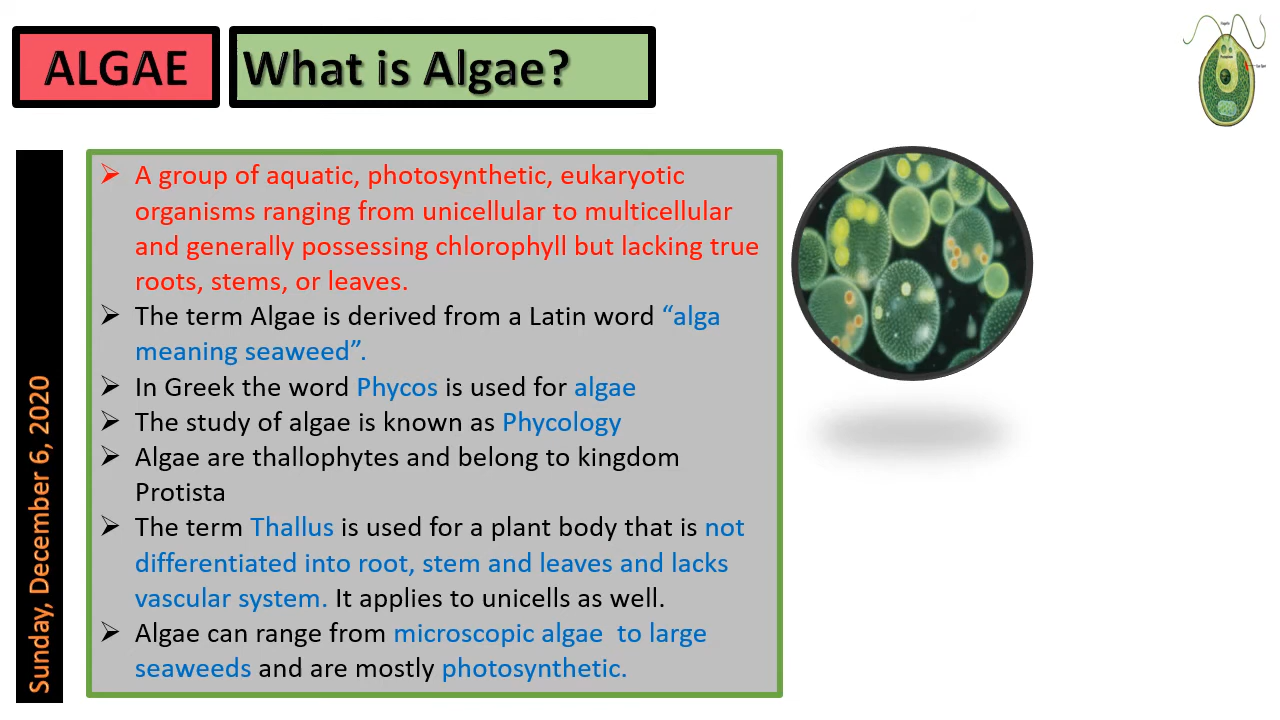 ALGAE
What is Algae?
Sunday, December 6, 2020
➢ A group of aquatic, photosynthetic, eukaryotic
organisms ranging from unicellular to multicellular
and generally possessing chlorophyll but lacking true
roots, stems, or leaves.
➢ The term Algae is derived from a Latin word “alga
meaning seaweed”.
➢ In Greek the word Phycos is used for algae
➢ The study of algae is known as Phycology
➢ Algae are thallophytes and belong to kingdom
Protista
➢ The term Thallus is used for a plant body that is not
differentiated into root, stem and leaves and lacks
vascular system. It applies to unicells as well.
➢ Algae can range from microscopic algae  to large
seaweeds and are mostly photosynthetic.